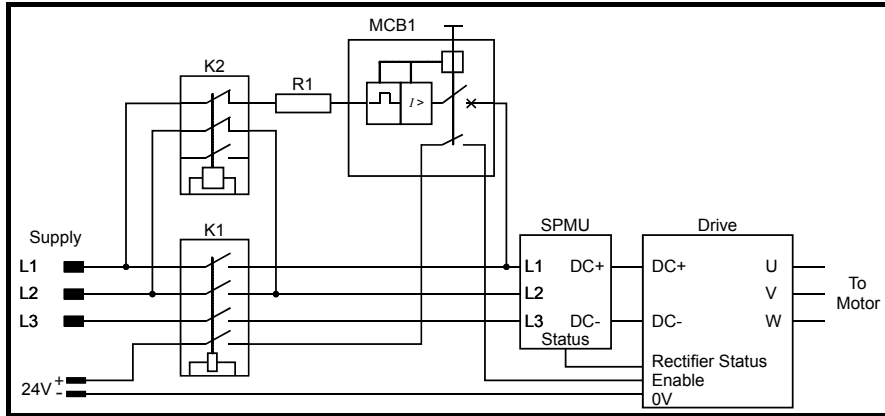 MCB1
K2
R1
I >
Supply
K1
SPMU
Drive
L1
L1
DC+
DC+
U
L2
L2
V
To
Motor
L3
L3
DC-
DC-
W
Status
Rectifier Status
24V
+
-
Enable
0V